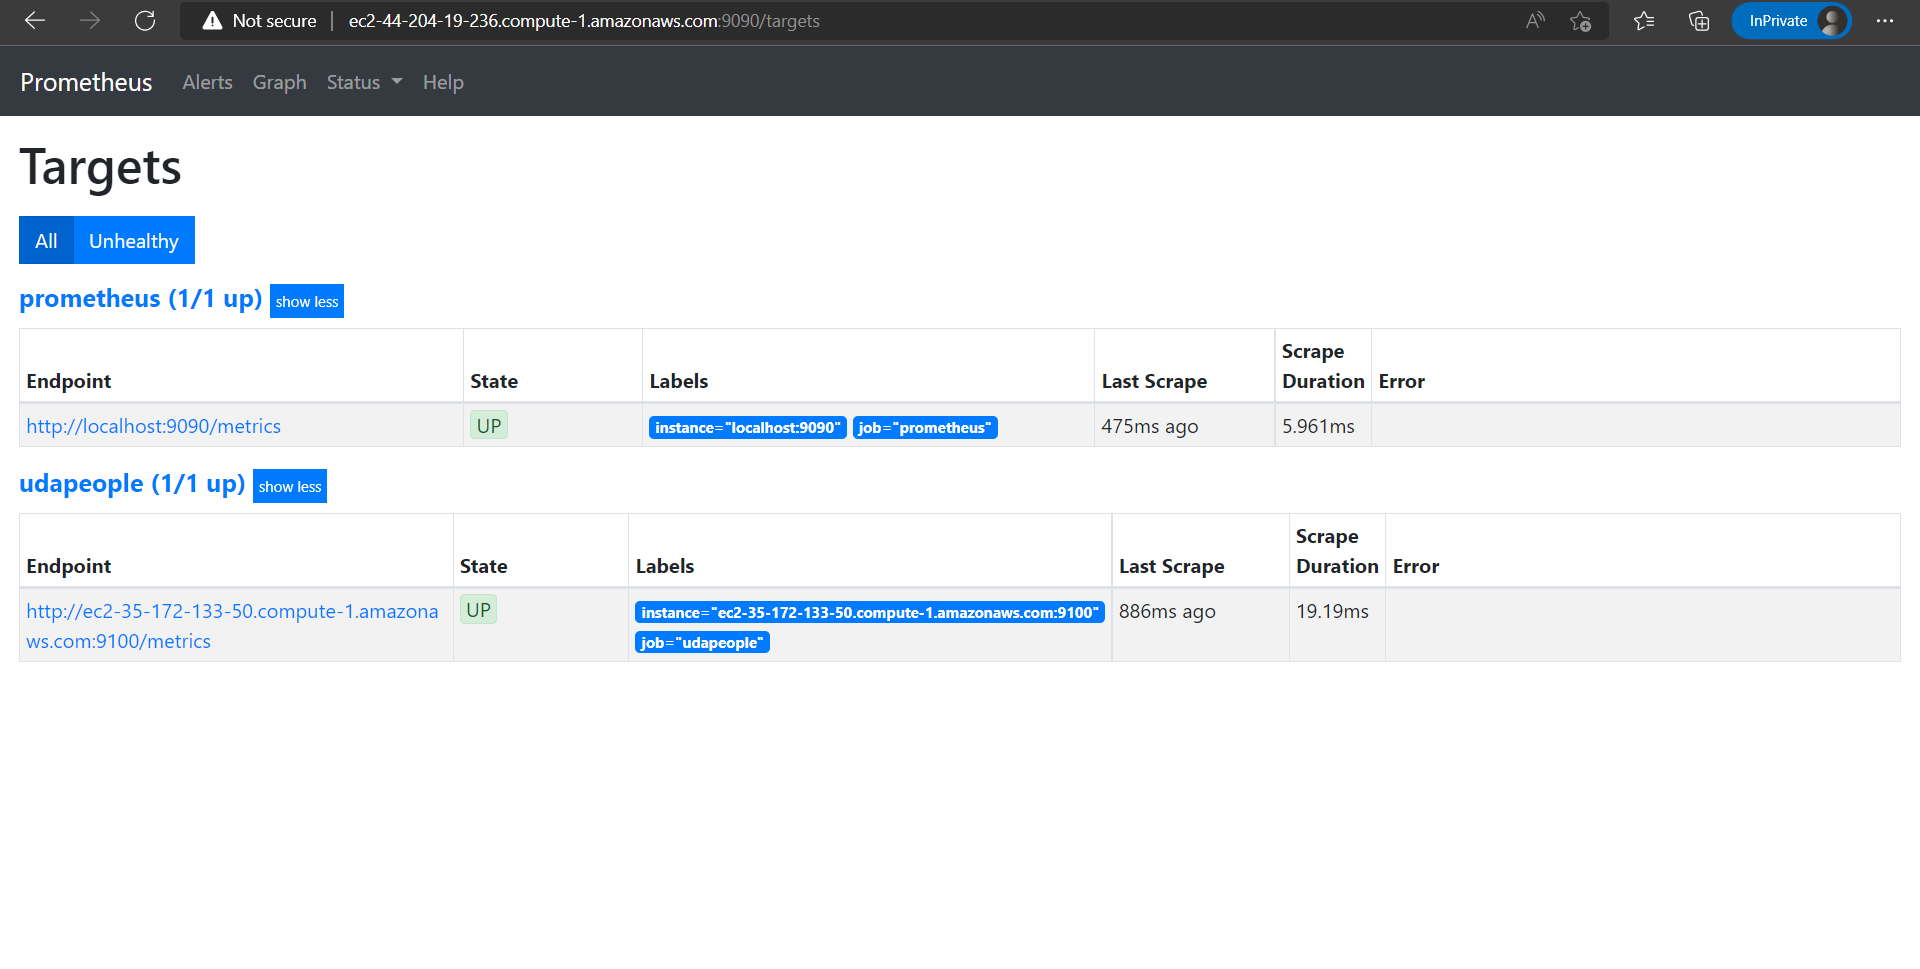 Not secure ec2-44-204-19-236.compute-1.amazonaws.com:9090/targets InPrivate
Prometheus Alerts Graph Status Help
Targets
All Unhealthy
prometheus (1/1 up) show less
Endpoint State Labels Last Scrape Scrape Duration Error
http://localhost:9090/metrics UP instance="localhost:9090" job="prometheus" 475ms ago 5.961ms
udapeople (1/1 up) show less
Endpoint State Labels Last Scrape Scrape Duration Error
http://ec2-35-172-133-50.compute-1.amazona UP instance="ec2-35-172-133-50.compute-1.amazonaws.com:9100" 886ms ago 19.19ms
ws.com:9100/metrics job="udapeople"